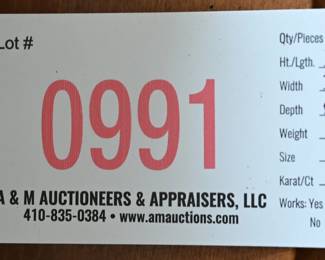 Lot #
0991
A & M AUCTIONEERS & APPRAISERS, LLC
410-835-0384 • www.amauctions.com
Qty/Pieces
Ht./Lgth.
Width
Depth
Weight
Size
Karat/Ct
Works: Yes
No